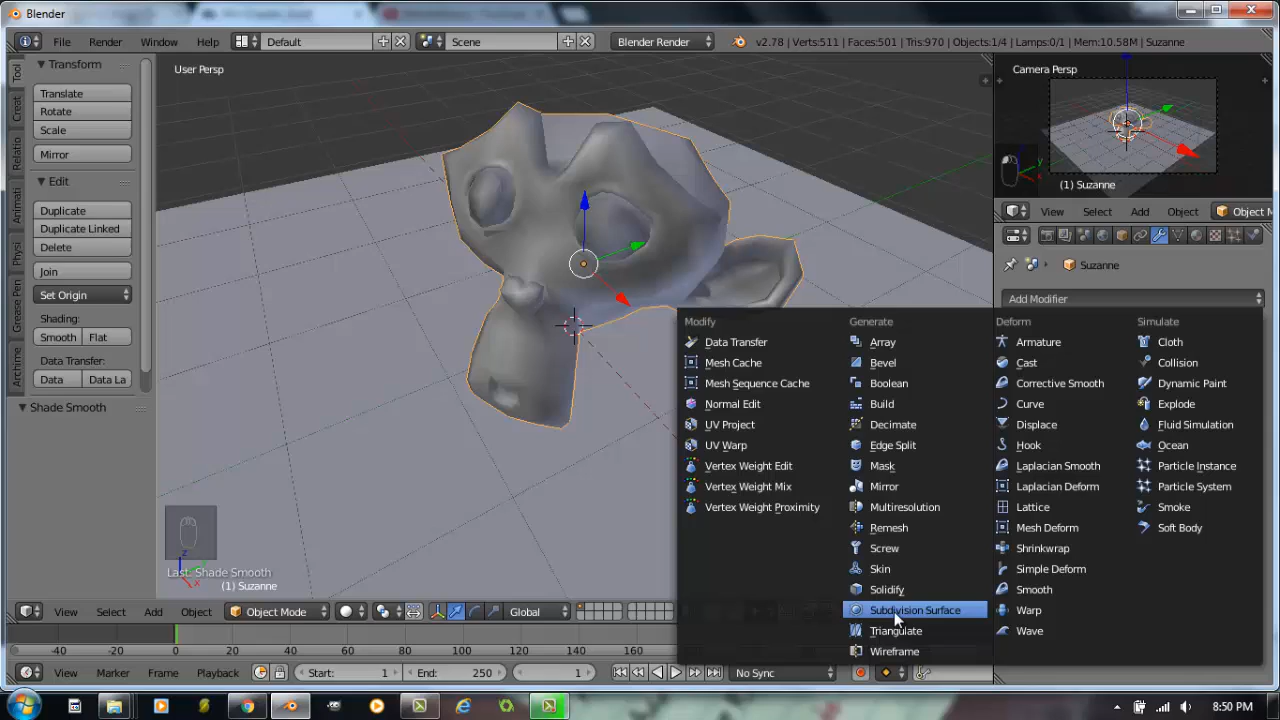 Blender
File Render Window Help Default Scene Blender Render v2.78 | Verts:511 | Faces:501 | Tris:970 | Objects:1/4 | Lamps:0/1 | Mem:10.58M | Suzanne
Tool
Creat
Relatio
Animati
Physi
Grease Pen
Archime
Transform
Translate
Rotate
Scale
Mirror
Edit
Duplicate
Duplicate Linked
Delete
Join
Set Origin
Shading:
Smooth Flat
Data Transfer:
Data Data La
Shade Smooth
User Persp
z
x
Last: Shade Smooth
(1) Suzanne
Camera Persp
y
x
(1) Suzanne
View Select Add Object Object M
Suzanne
Add Modifier
Modify
Data Transfer
Mesh Cache
Mesh Sequence Cache
Normal Edit
UV Project
UV Warp
Vertex Weight Edit
Vertex Weight Mix
Vertex Weight Proximity
Generate
Array
Bevel
Boolean
Build
Decimate
Edge Split
Mask
Mirror
Multiresolution
Remesh
Screw
Skin
Solidify
Subdivision Surface
Triangulate
Wireframe
Deform
Armature
Cast
Corrective Smooth
Curve
Displace
Hook
Laplacian Smooth
Laplacian Deform
Lattice
Mesh Deform
Shrinkwrap
Simple Deform
Smooth
Warp
Wave
Simulate
Cloth
Collision
Dynamic Paint
Explode
Fluid Simulation
Ocean
Particle Instance
Particle System
Smoke
Soft Body
View Select Add Object Object Mode Global
-40 -20 0 20 40 60 80 100 120 140 160
View Marker Frame Playback Start: 1 End: 250 1 No Sync
8:50 PM